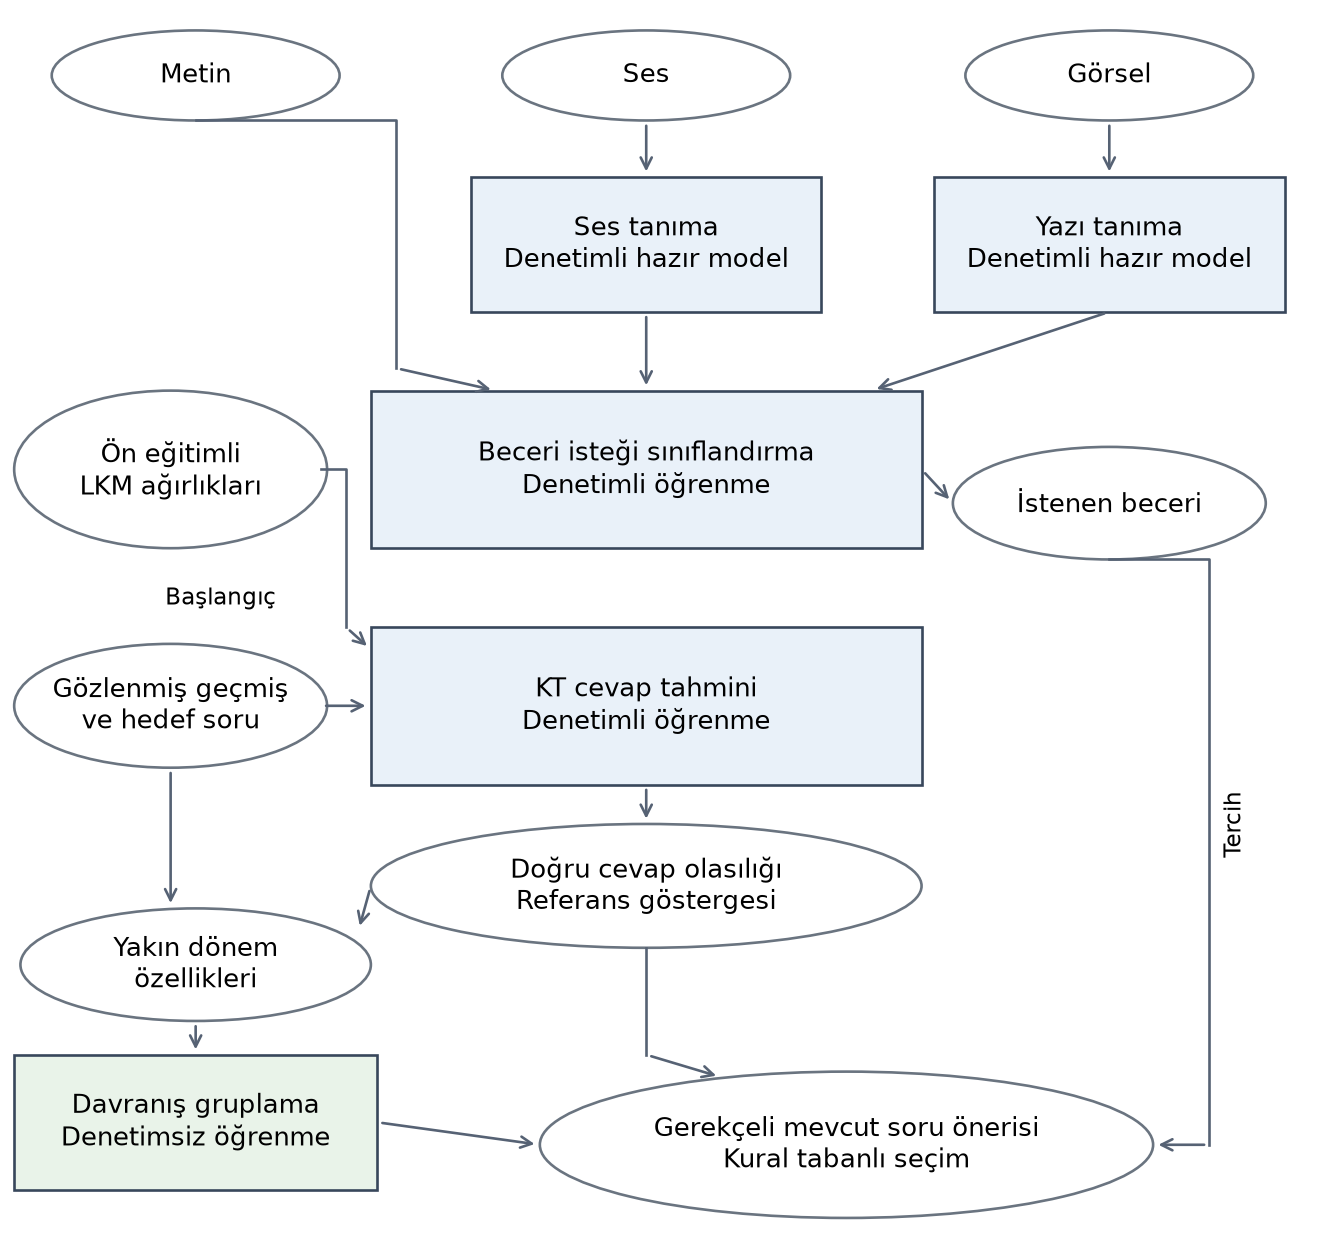 Metin
Ses
Görsel
Ses tanıma
Denetimli hazır model
Yazı tanıma
Denetimli hazır model
Ön eğitimli
LKM ağırlıkları
Beceri isteği sınıflandırma
Denetimli öğrenme
İstenen beceri
Başlangıç
Gözlenmiş geçmiş
ve hedef soru
KT cevap tahmini
Denetimli öğrenme
Tercih
Doğru cevap olasılığı
Referans göstergesi
Yakın dönem
özellikleri
Davranış gruplama
Denetimsiz öğrenme
Gerekçeli mevcut soru önerisi
Kural tabanlı seçim